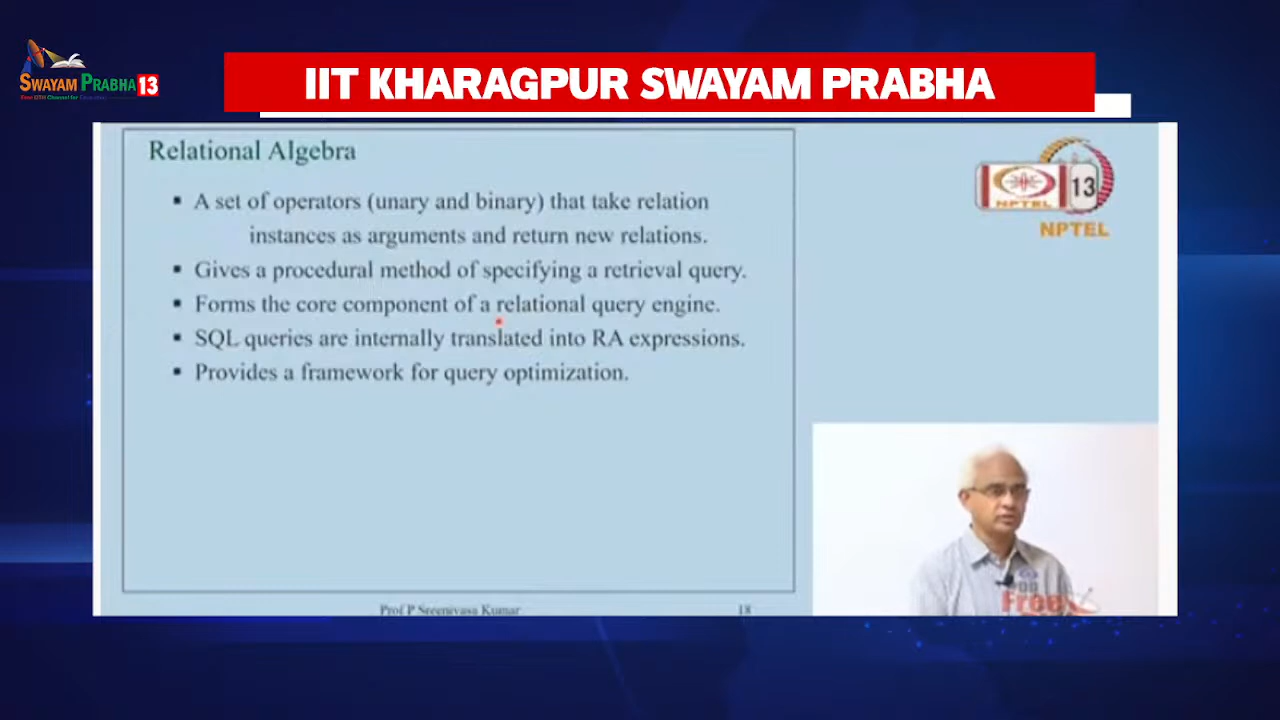 SWAYAM PRABHA 13
IIT KHARAGPUR SWAYAM PRABHA
Relational Algebra
13
NPTEL
NPTEL
▪ A set of operators (unary and binary) that take relation
instances as arguments and return new relations.
▪ Gives a procedural method of specifying a retrieval query.
▪ Forms the core component of a relational query engine.
▪ SQL queries are internally translated into RA expressions.
▪ Provides a framework for query optimization.
Free
Prof P Sreenivasa Kumar
18